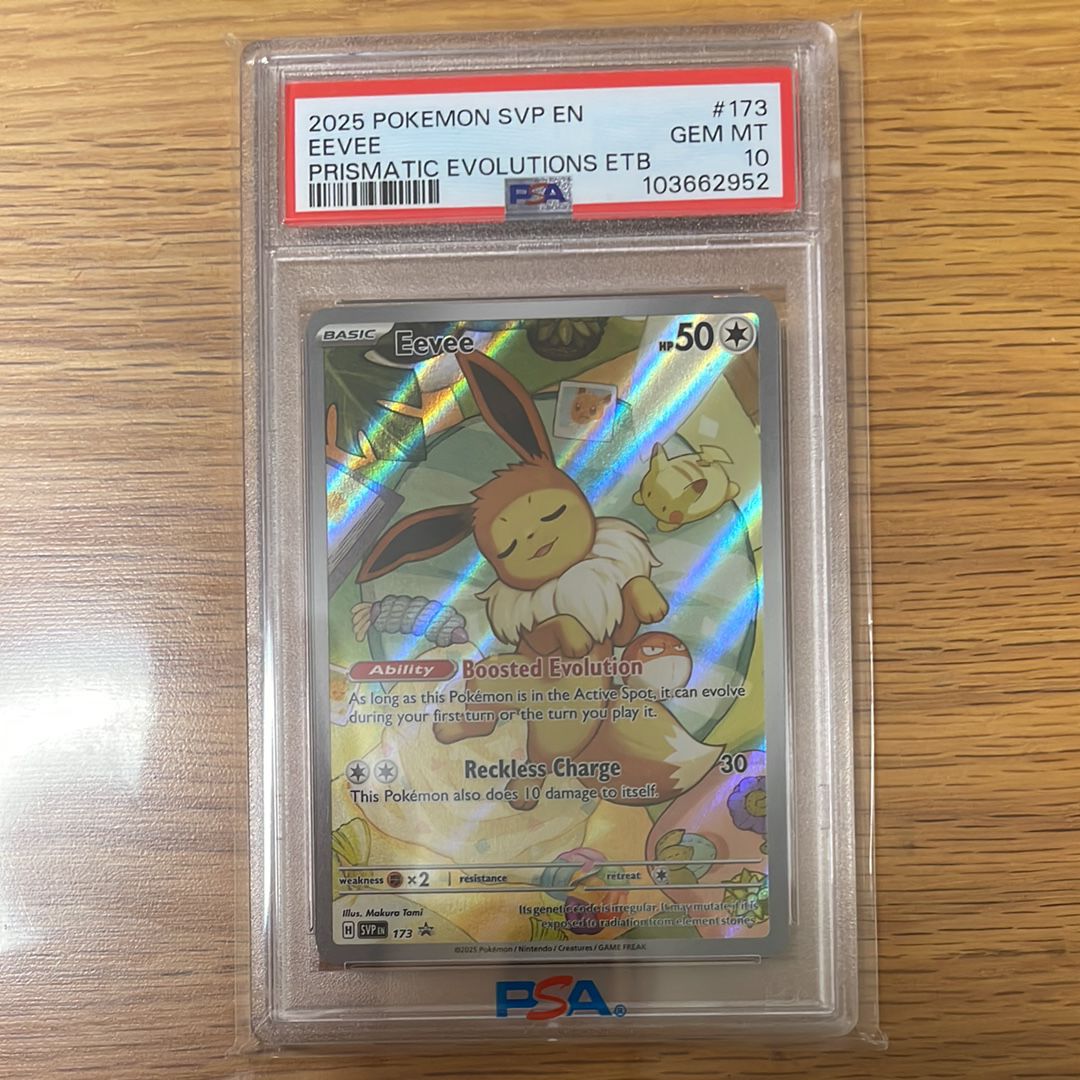 2025 POKEMON SVP EN #173
EEVEE GEM MT
PRISMATIC EVOLUTIONS ETB 10
PSA 103662952
BASIC Eevee HP 50
Ability Boosted Evolution
As long as this Pokémon is in the Active Spot, it can evolve
during your first turn or the turn you play it.
Reckless Charge 30
This Pokémon also does 10 damage to itself.
weakness ×2 resistance retreat
Illus. Makura Tami
Its genetic code is irregular. It may mutate if it is
exposed to radiation from element stones.
H SVP EN 173
©2025 Pokémon / Nintendo / Creatures / GAME FREAK
PSA®